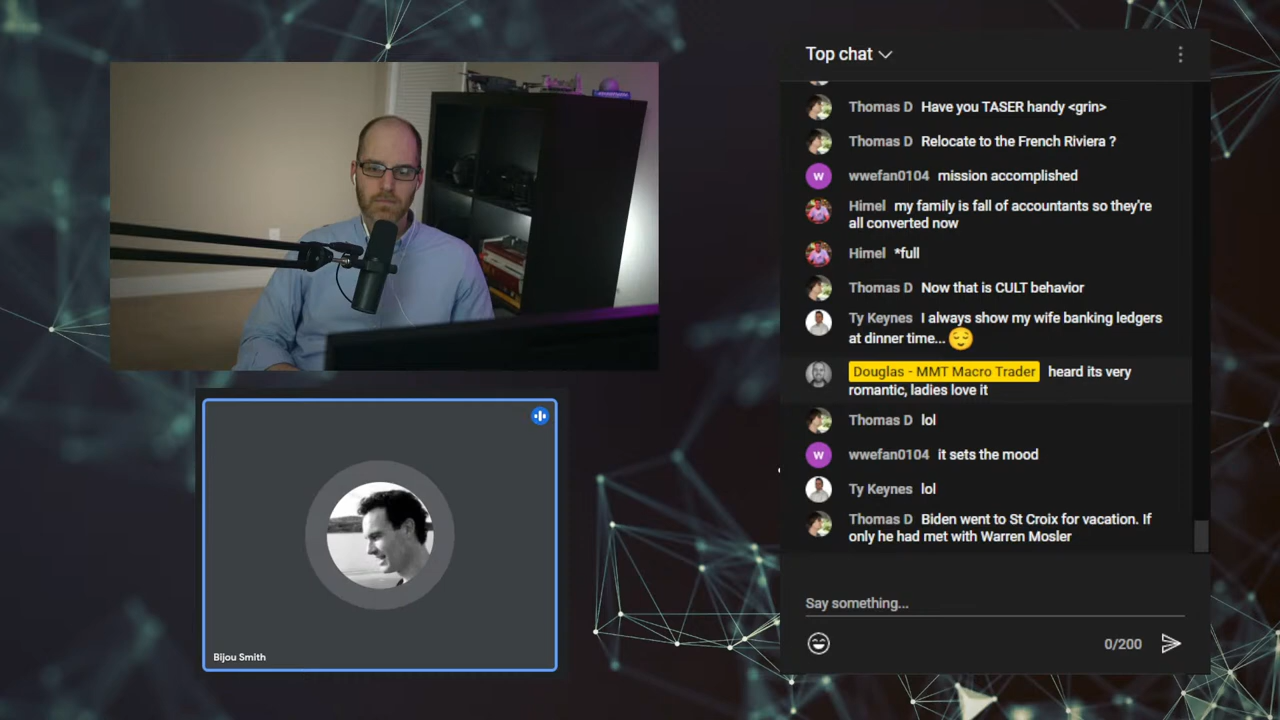 Top chat
Thomas D Have you TASER handy <grin>
Thomas D Relocate to the French Riviera ?
W wwefan0104 mission accomplished
Himel my family is fall of accountants so they're
all converted now
Himel *full
Thomas D Now that is CULT behavior
Ty Keynes I always show my wife banking ledgers
at dinner time... 😌
Douglas - MMT Macro Trader heard its very
romantic, ladies love it
Thomas D lol
W wwefan0104 it sets the mood
Ty Keynes lol
Thomas D Biden went to St Croix for vacation. If
only he had met with Warren Mosler
Say something...
0/200
Bijou Smith